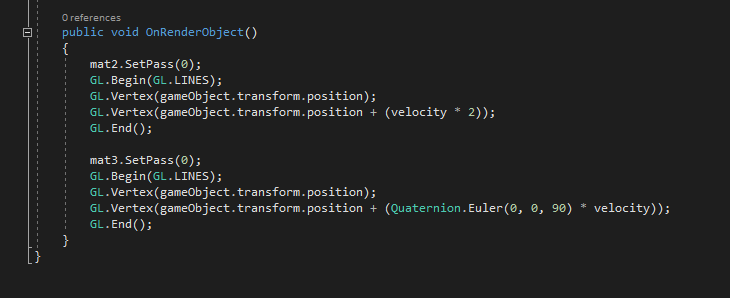 0 references
public void OnRenderObject()
{
mat2.SetPass(0);
GL.Begin(GL.LINES);
GL.Vertex(gameObject.transform.position);
GL.Vertex(gameObject.transform.position + (velocity * 2));
GL.End();
mat3.SetPass(0);
GL.Begin(GL.LINES);
GL.Vertex(gameObject.transform.position);
GL.Vertex(gameObject.transform.position + (Quaternion.Euler(0, 0, 90) * velocity));
GL.End();
}
}